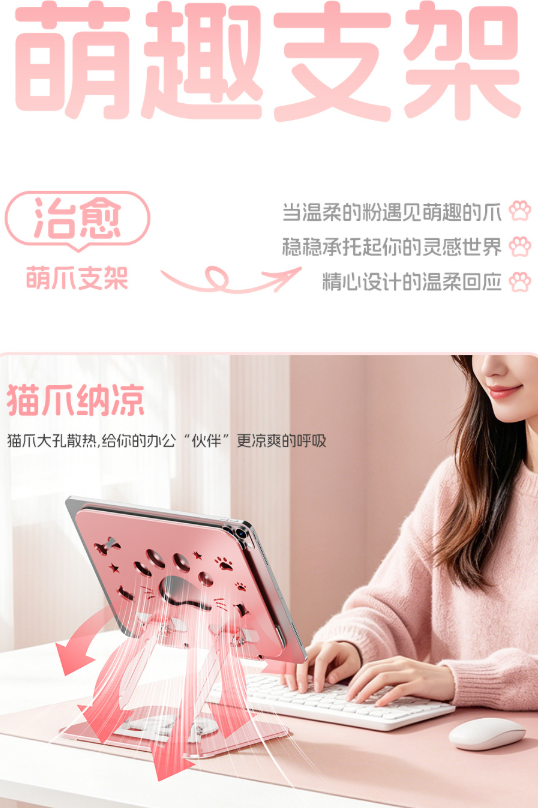 萌趣支架
治愈
萌爪支架
当温柔的粉遇见萌趣的爪
稳稳承托起你的灵感世界
精心设计的温柔回应
猫爪纳凉
猫爪大孔散热,给你的办公“伙伴”更凉爽的呼吸